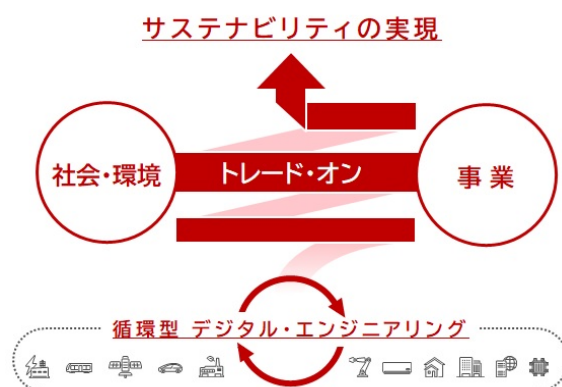 サステナビリティの実現
社会・環境
トレード・オン
事業
循環型 デジタル・エンジニアリング